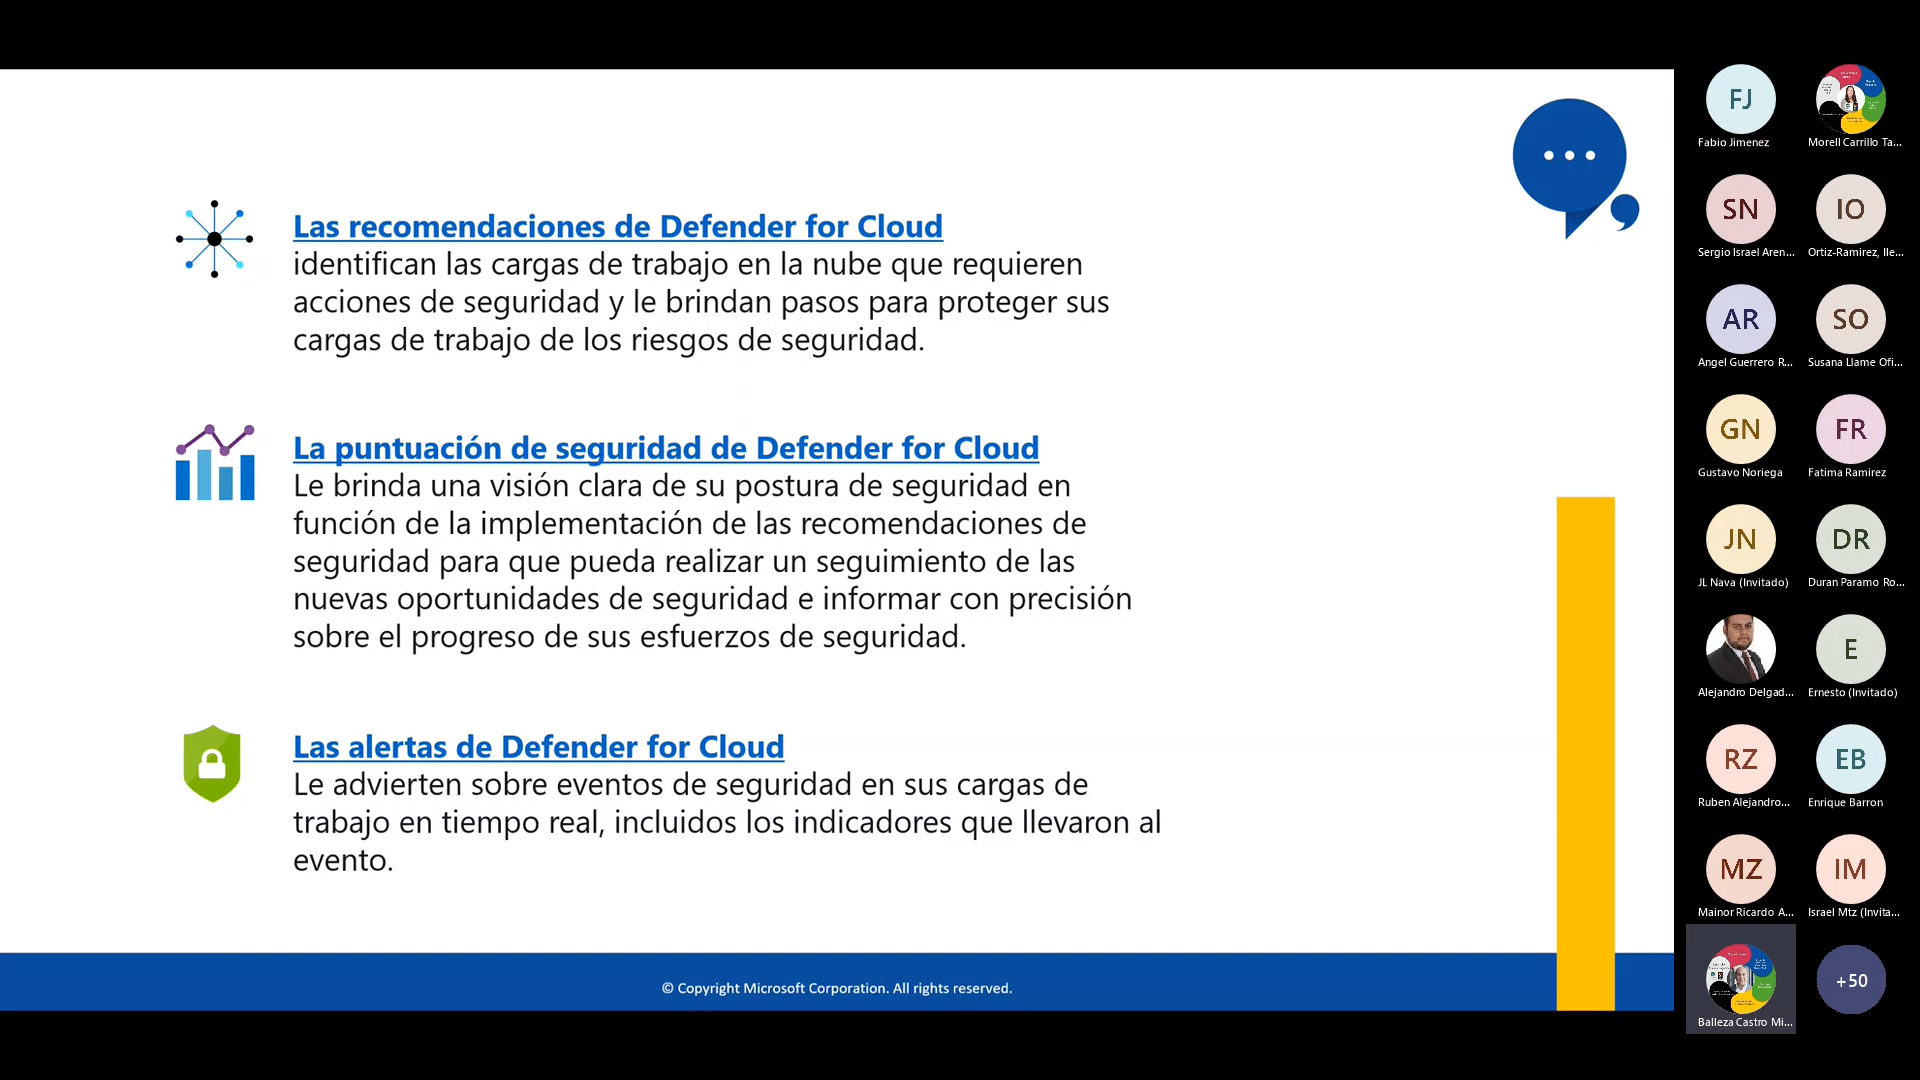 Las recomendaciones de Defender for Cloud
identifican las cargas de trabajo en la nube que requieren
acciones de seguridad y le brindan pasos para proteger sus
cargas de trabajo de los riesgos de seguridad.
La puntuación de seguridad de Defender for Cloud
Le brinda una visión clara de su postura de seguridad en
función de la implementación de las recomendaciones de
seguridad para que pueda realizar un seguimiento de las
nuevas oportunidades de seguridad e informar con precisión
sobre el progreso de sus esfuerzos de seguridad.
Las alertas de Defender for Cloud
Le advierten sobre eventos de seguridad en sus cargas de
trabajo en tiempo real, incluidos los indicadores que llevaron al
evento.
© Copyright Microsoft Corporation. All rights reserved.
FJ
Fabio Jimenez
Morell Carrillo Ta...
SN
Sergio Israel Aren...
IO
Ortiz-Ramirez, Ile...
AR
Angel Guerrero R...
SO
Susana Llame Ofi...
GN
Gustavo Noriega
FR
Fatima Ramirez
JN
JL Nava (Invitado)
DR
Duran Paramo Ro...
Alejandro Delgad...
E
Ernesto (Invitado)
RZ
Ruben Alejandro...
EB
Enrique Barron
MZ
Mainor Ricardo A...
IM
Israel Mtz (Invita...
Balleza Castro Mi...
+50